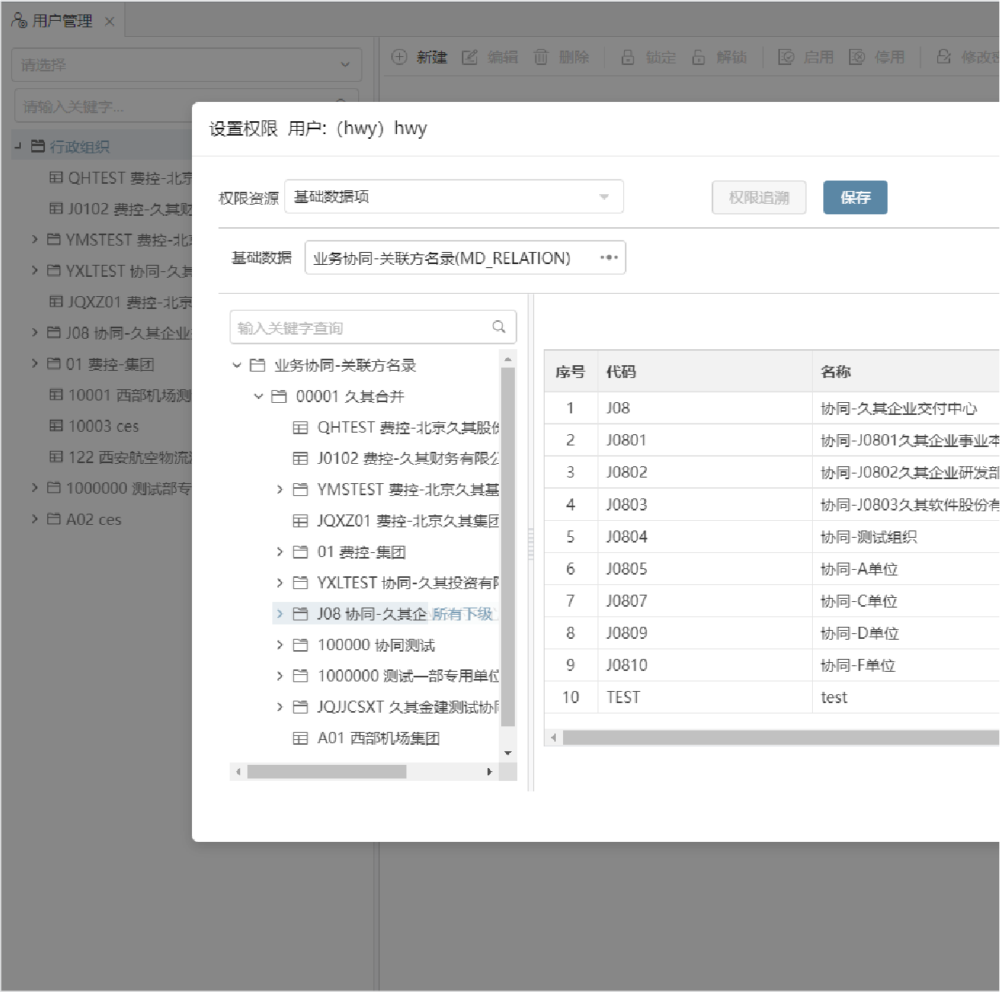 用户管理
请选择
新建 编辑 删除 锁定 解锁 启用 停用 修改
请输入关键字...
设置权限 用户: (hwy) hwy
行政组织
QHTEST 费控-北京
J0102 费控-久其财
YMSTEST 费控-北京
YXLTEST 协同-久其
JQXZ01 费控-北京
J08 协同-久其企业
01 费控-集团
10001 西部机场测
10003 ces
122 西安航空物流
1000000 测试部专
A02 ces
权限资源 基础数据项 权限追溯 保存
基础数据 业务协同-关联方名录(MD_RELATION)
输入关键字查询
业务协同-关联方名录
00001 久其合并
QHTEST 费控-北京久其股份
J0102 费控-久其财务有限公
YMSTEST 费控-北京久其基
JQXZ01 费控-北京久其集团
01 费控-集团
YXLTEST 协同-久其投资有限
J08 协同-久其企 所有下级
100000 协同测试
1000000 测试一部专用单位
JQJJCSXT 久其金建测试协同
A01 西部机场集团
序号 代码 名称
1 J08 协同-久其企业交付中心
2 J0801 协同-J0801久其企业事业本
3 J0802 协同-J0802久其企业研发部
4 J0803 协同-J0803久其软件股份有
5 J0804 协同-测试组织
6 J0805 协同-A单位
7 J0807 协同-C单位
8 J0809 协同-D单位
9 J0810 协同-F单位
10 TEST test